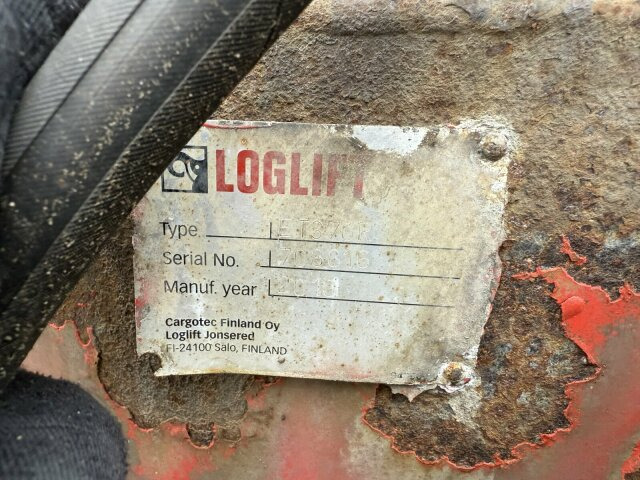 LOGLIFT
Type
Serial No.
Manuf. year
Cargotec Finland Oy
Loglift Jonsered
FI-24100 Salo, FINLAND